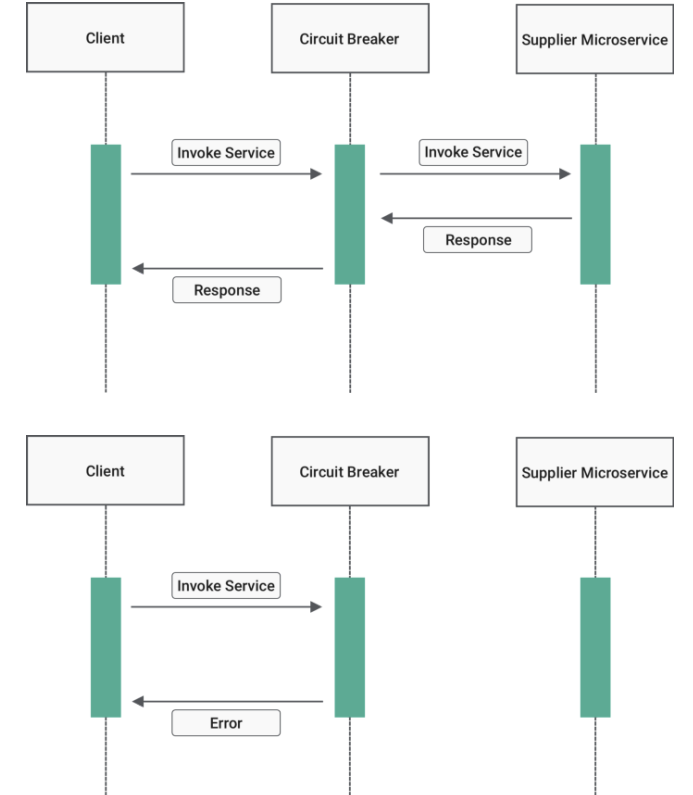 Client
Circuit Breaker
Supplier Microservice
Invoke Service
Invoke Service
Response
Response
Client
Circuit Breaker
Supplier Microservice
Invoke Service
Error